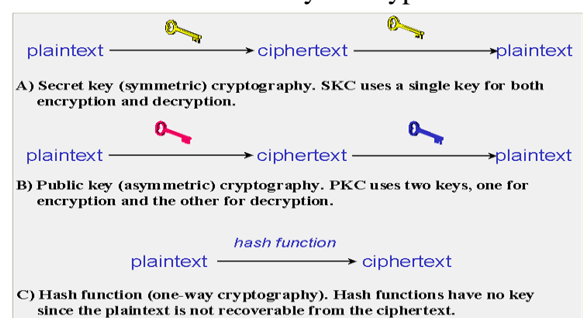 plaintext ciphertext plaintext
A) Secret key (symmetric) cryptography. SKC uses a single key for both
encryption and decryption.
plaintext ciphertext plaintext
B) Public key (asymmetric) cryptography. PKC uses two keys, one for
encryption and the other for decryption.
hash function
plaintext ciphertext
C) Hash function (one-way cryptography). Hash functions have no key
since the plaintext is not recoverable from the ciphertext.